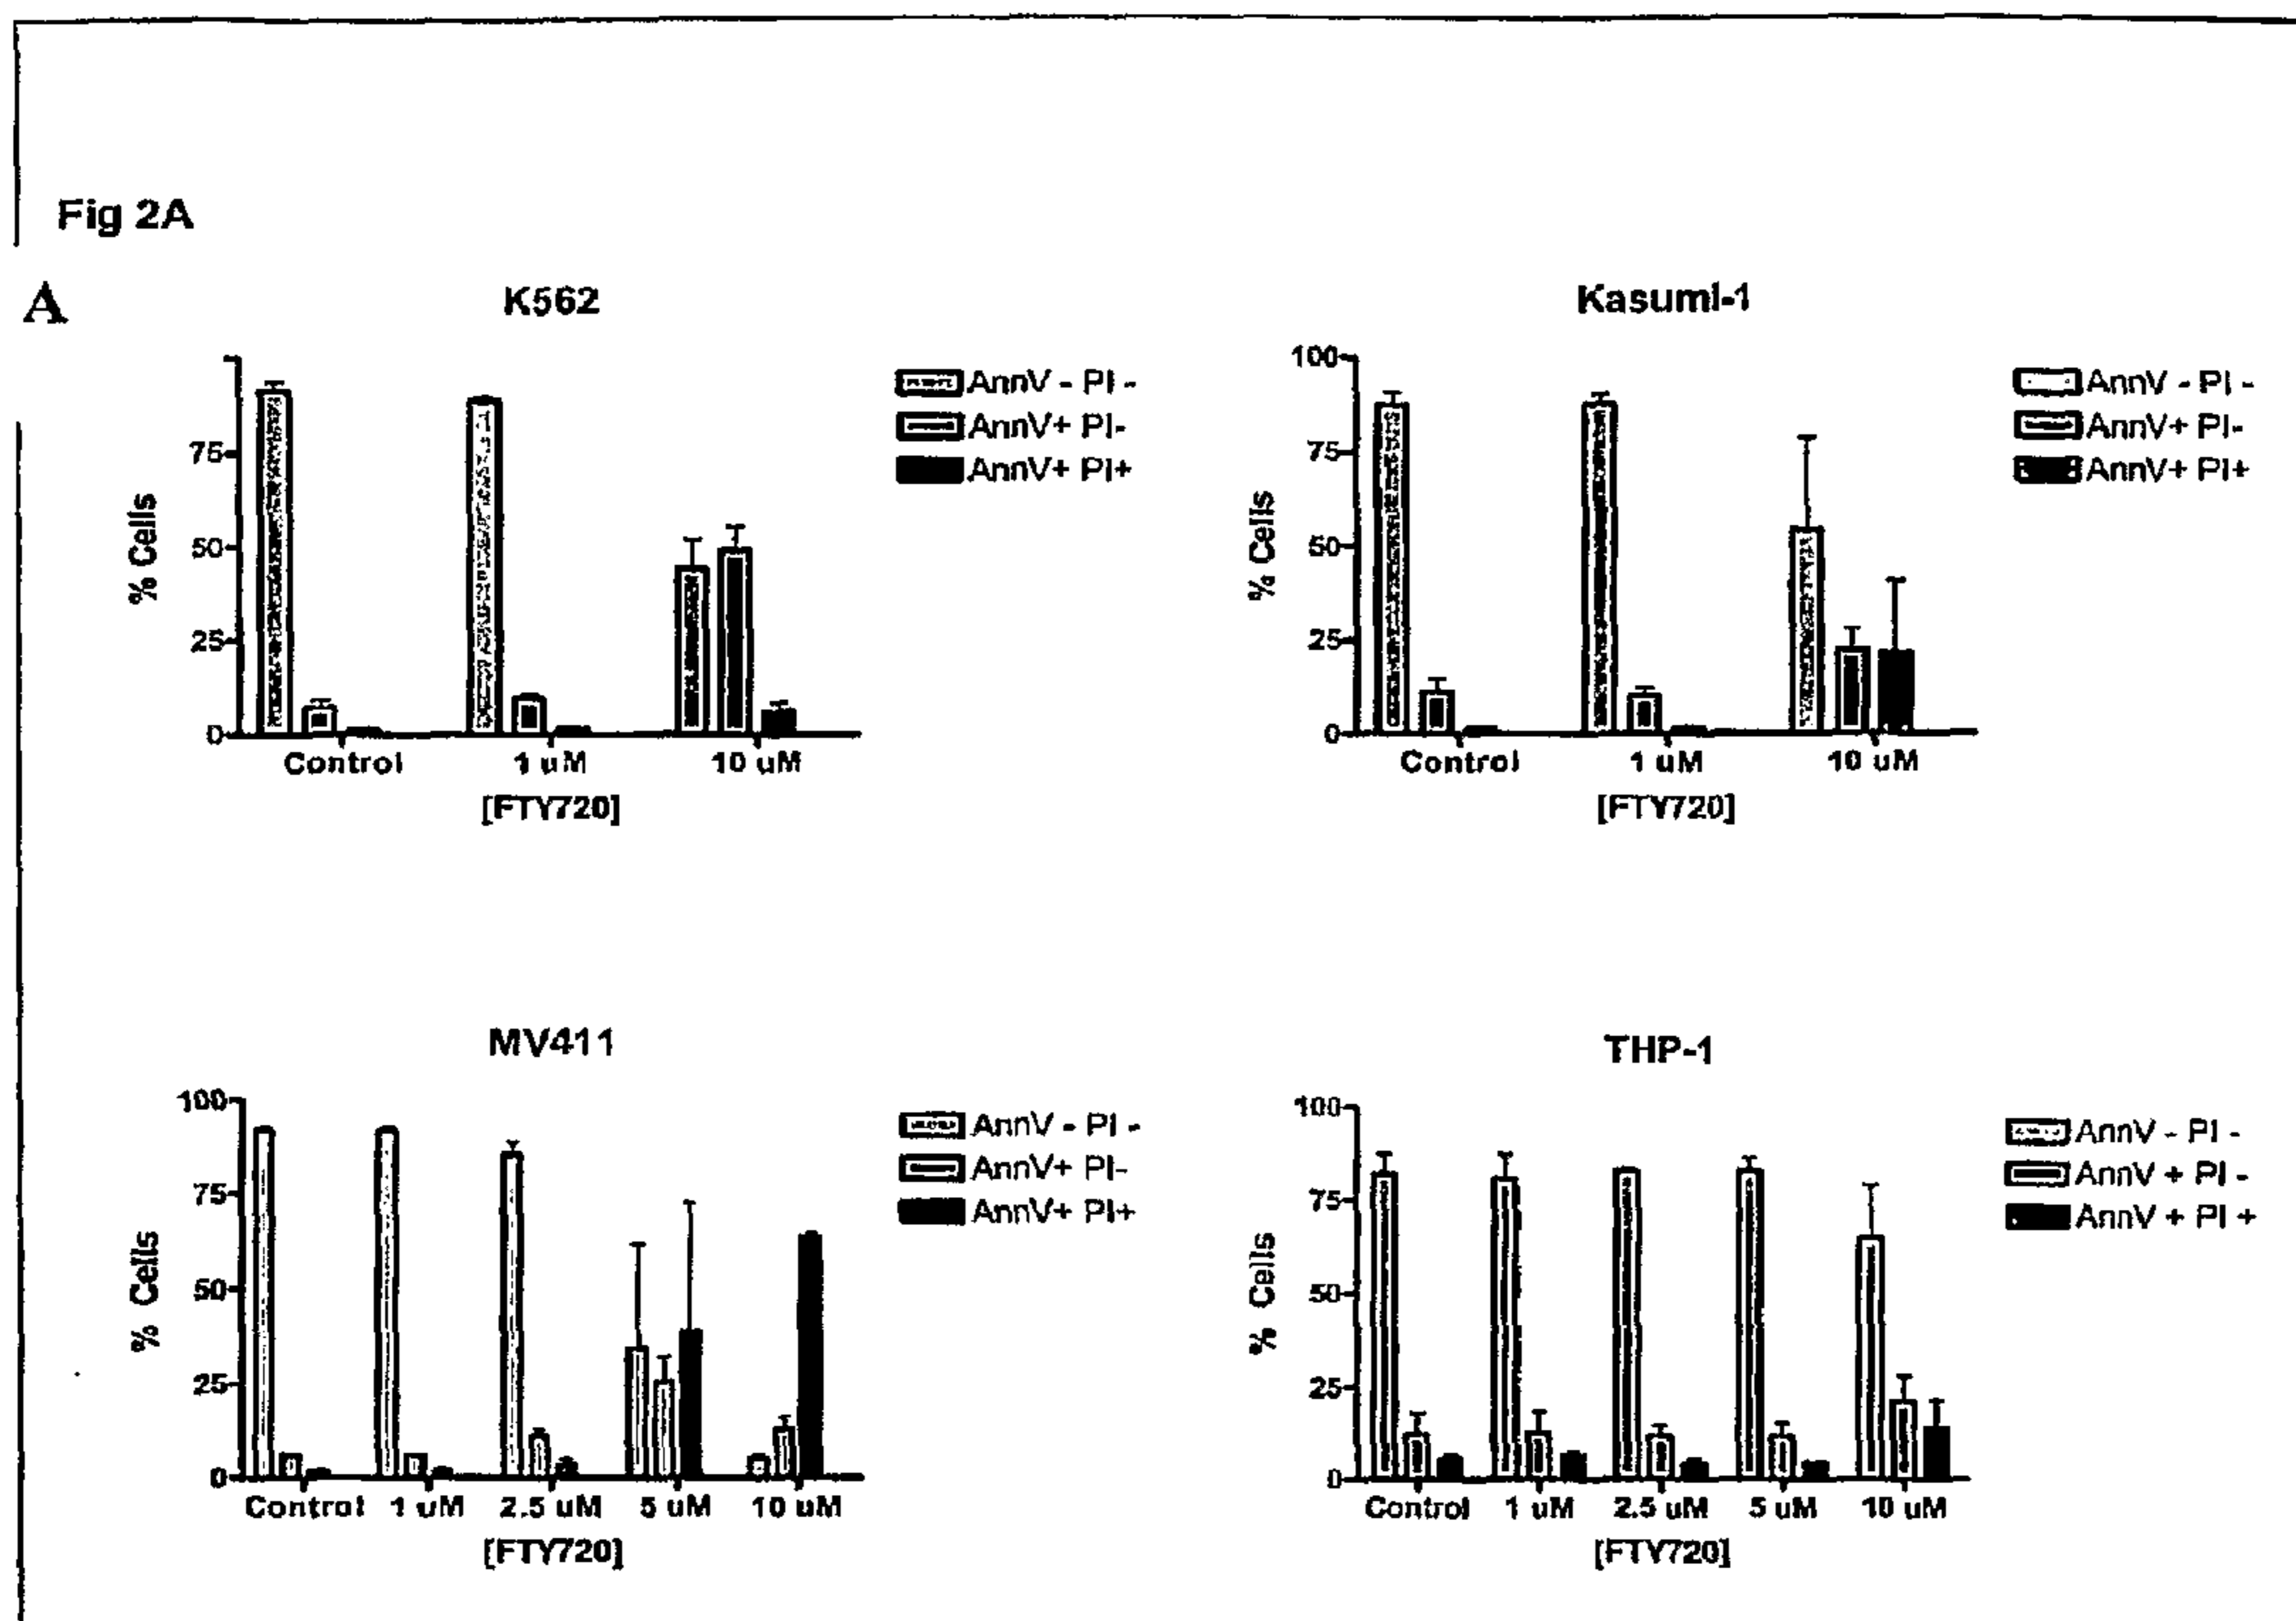 Fig 2A
A
K562
% Cells
75
50
25
0
Control 1 uM 10 uM
[FTY720]
AnnV - PI -
AnnV+ PI-
AnnV+ PI+
Kasumi-1
% Cells
100
75
50
25
0
Control 1 uM 10 uM
[FTY720]
AnnV - PI -
AnnV+ PI-
AnnV+ PI+
MV411
% Cells
100
75
50
25
0
Control 1 uM 2.5 uM 5 uM 10 uM
[FTY720]
AnnV - PI -
AnnV+ PI-
AnnV+ PI+
THP-1
% Cells
100
75
50
25
0
Control 1 uM 2.5 uM 5 uM 10 uM
[FTY720]
AnnV - PI -
AnnV + PI -
AnnV + PI +